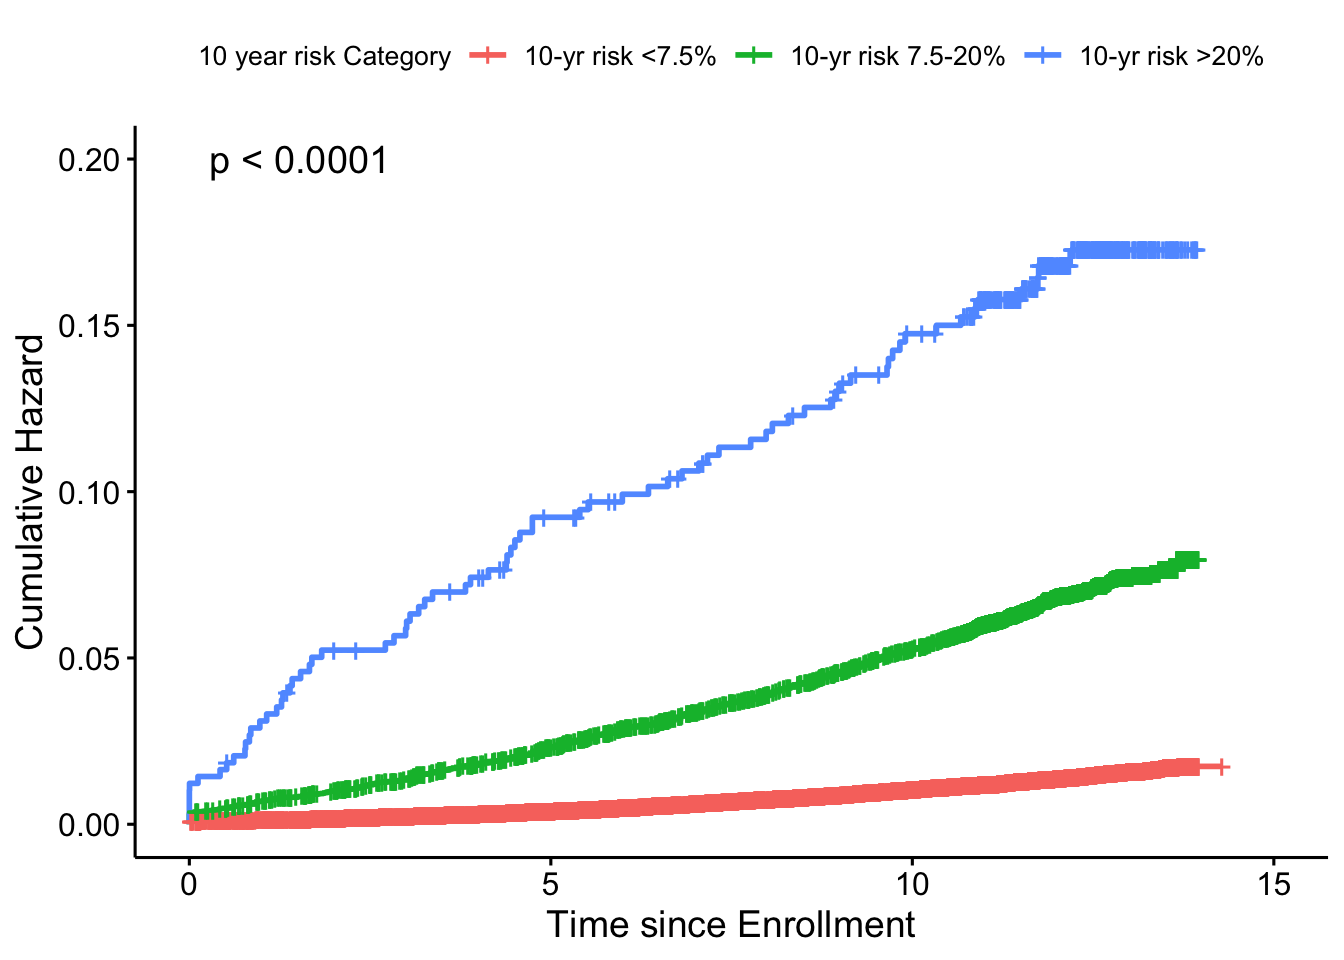 10 year risk Category 10-yr risk <7.5% 10-yr risk 7.5-20% 10-yr risk >20%
p < 0.0001
Cumulative Hazard
0.20
0.15
0.10
0.05
0.00
0 5 10 15
Time since Enrollment